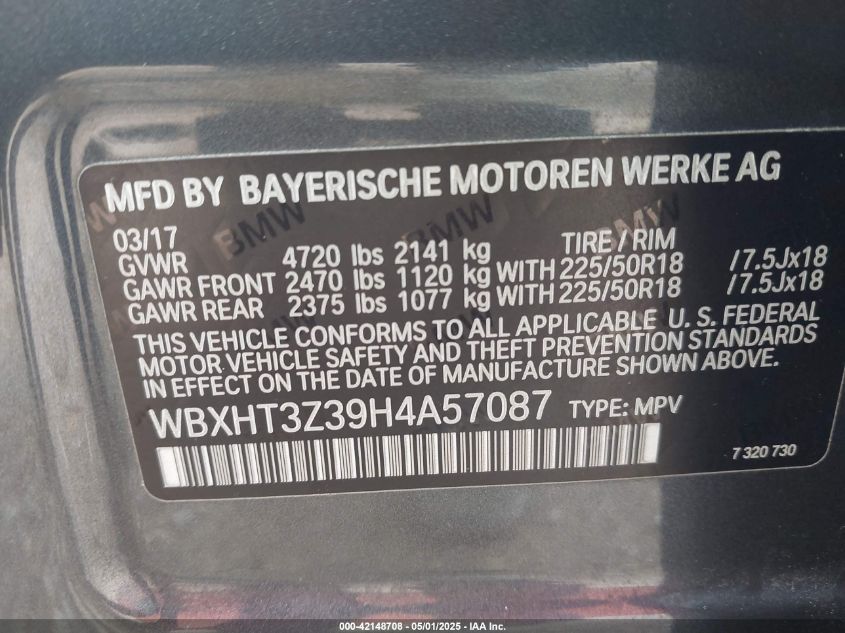 MFD BY BAYERISCHE MOTOREN WERKE AG
03/17
TIRE / RIM
GVWR 4720 lbs 2141 kg
GAWR FRONT 2470 lbs 1120 kg WITH 225/50R18 /7.5Jx18
GAWR REAR 2375 lbs 1077 kg WITH 225/50R18 /7.5Jx18
THIS VEHICLE CONFORMS TO ALL APPLICABLE U. S. FEDERAL
MOTOR VEHICLE SAFETY AND THEFT PREVENTION STANDARDS
IN EFFECT ON THE DATE OF MANUFACTURE SHOWN ABOVE.
WBXHT3Z39H4A57087 TYPE: MPV
7 320 730
BMW
BMW
000-42148708 - 05/01/2025 - IAA Inc.